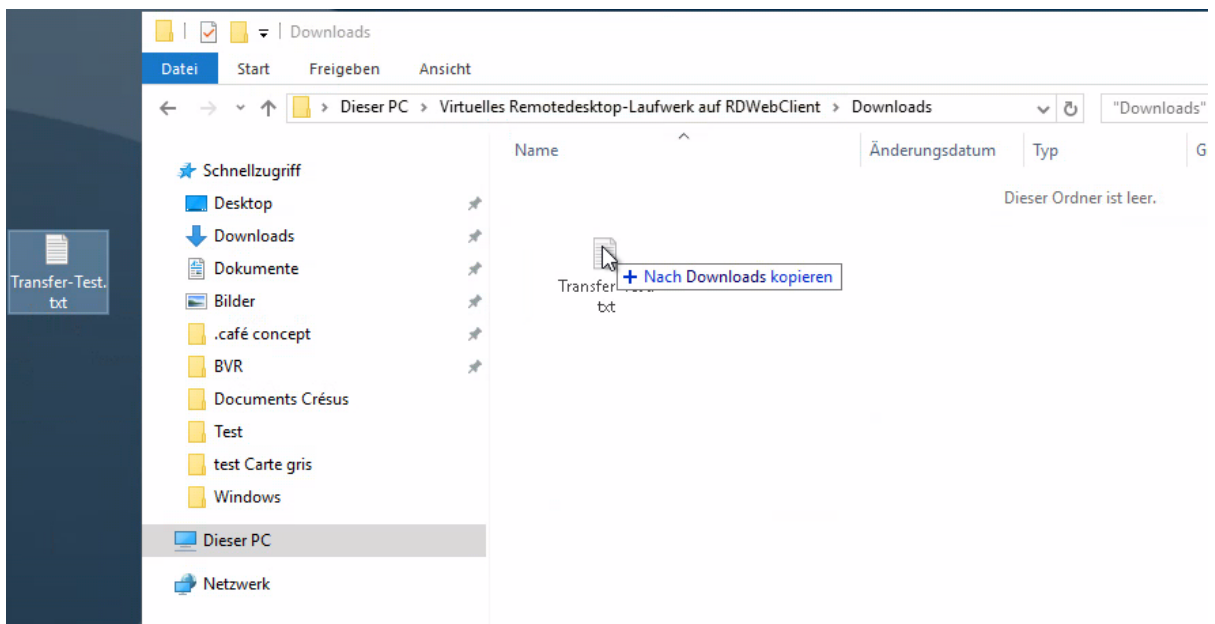 Downloads
Datei Start Freigeben Ansicht
Dieser PC > Virtuelles Remotedesktop-Laufwerk auf RDWebClient > Downloads "Downloads"
Name Änderungsdatum Typ G
Schnellzugriff
Dieser Ordner ist leer.
Desktop
Downloads
Dokumente
Bilder
.café concept
BVR
Documents Crésus
Test
test Carte gris
Windows
Dieser PC
Netzwerk
Transfer-Test.
txt
+ Nach Downloads kopieren
Transfer
txt